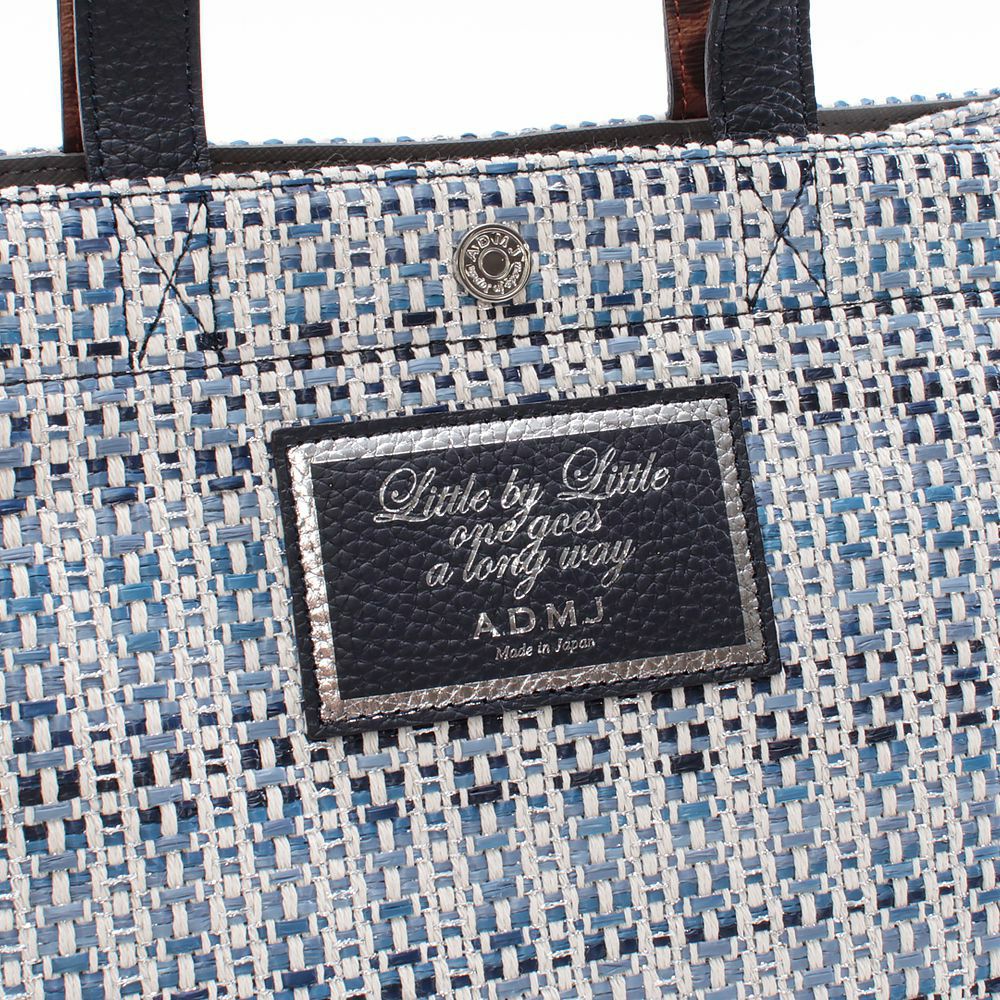 A.D.M.J.
Little by Little
one goes
a long way
A.D.M.J.
Made in Japan